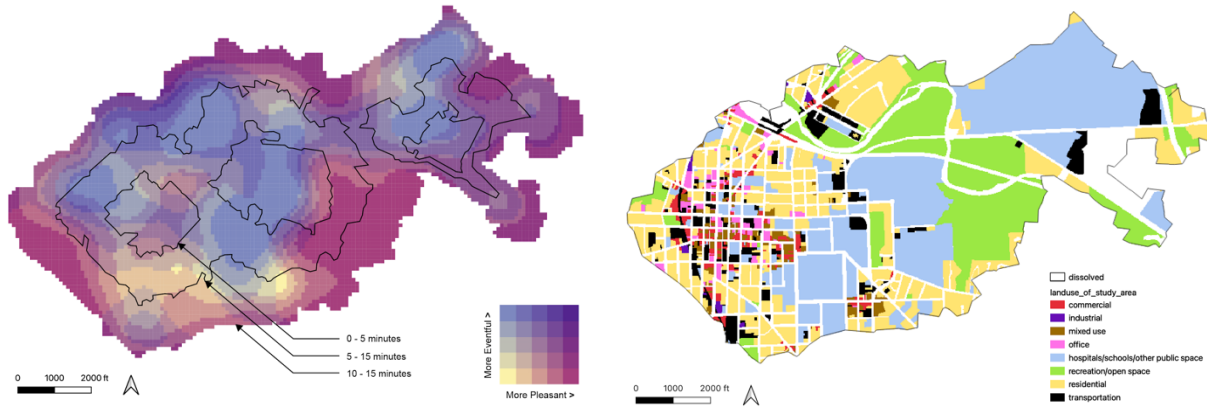 0 - 5 minutes
5 - 15 minutes
10 - 15 minutes
More Eventful >
More Pleasant >
0 1000 2000 ft
dissolved
landuse_of_study_area
commercial
industrial
mixed use
office
hospitals/schools/other public space
recreation/open space
residential
transportation
0 1000 2000 ft